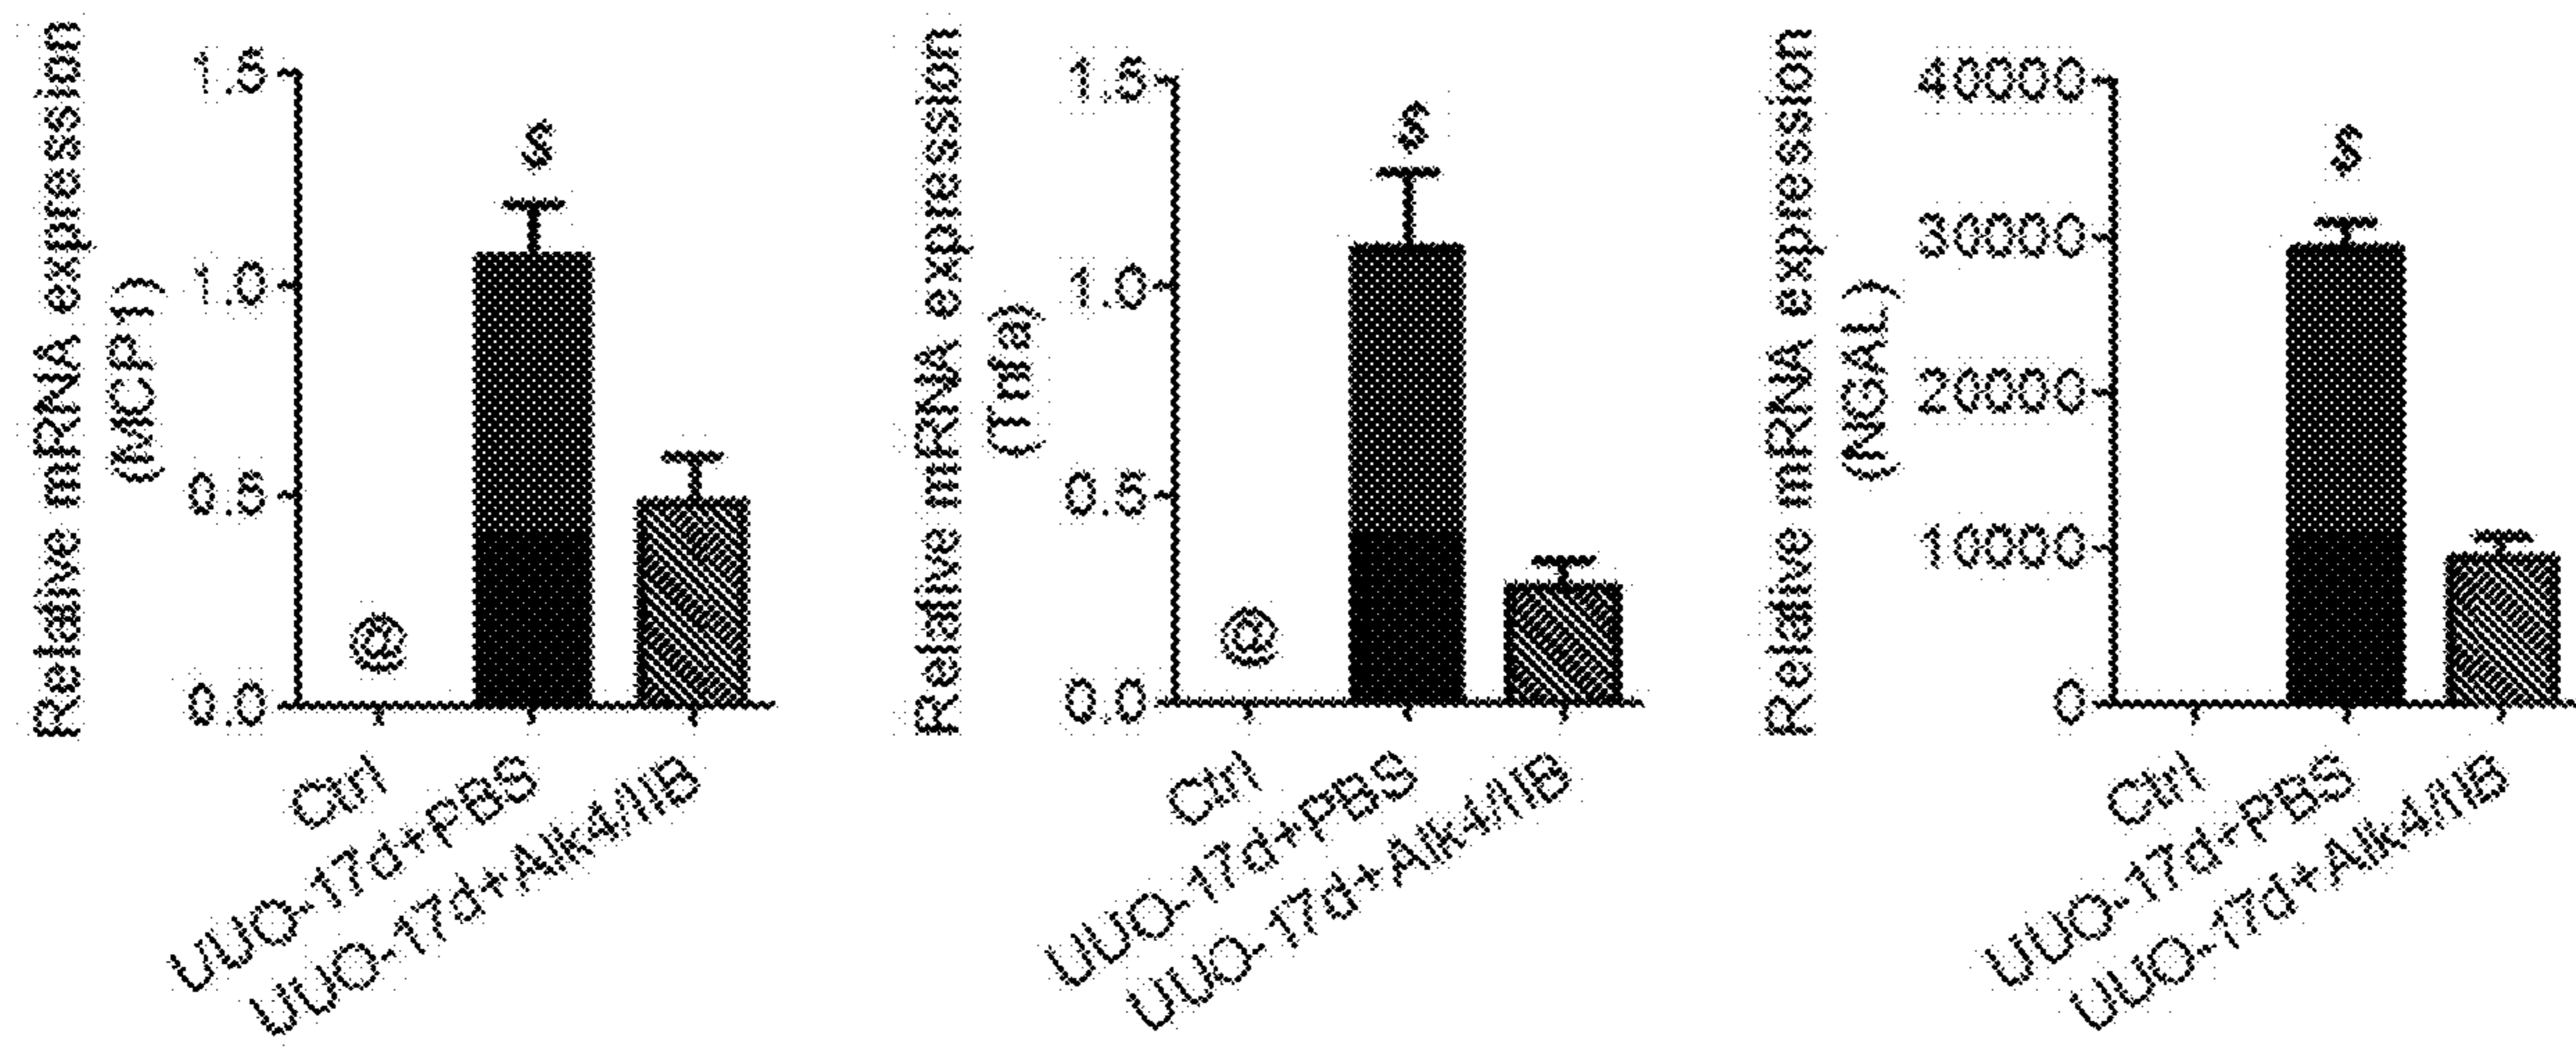 Relative mRNA expression
(MCP1)
1.5
1.0
0.5
0.0
$
@
Ctrl
UUO-17d+PBS
UUO-17d+Alk4/IIB
Relative mRNA expression
(Tnfa)
1.5
1.0
0.5
0.0
$
@
Ctrl
UUO-17d+PBS
UUO-17d+Alk4/IIB
Relative mRNA expression
(NGAL)
40000
30000
20000
10000
0
$
Ctrl
UUO-17d+PBS
UUO-17d+Alk4/IIB